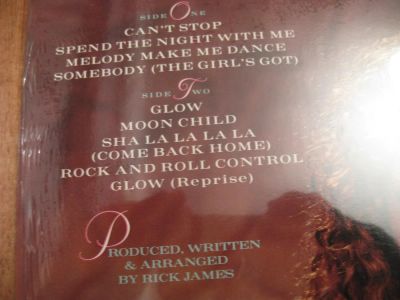 SIDE ONE
CAN'T STOP
SPEND THE NIGHT WITH ME
MELODY MAKE ME DANCE
SOMEBODY (THE GIRL'S GOT)
SIDE TWO
GLOW
MOON CHILD
SHA LA LA LA LA
(COME BACK HOME)
ROCK AND ROLL CONTROL
GLOW (Reprise)
PRODUCED, WRITTEN
& ARRANGED
BY RICK JAMES